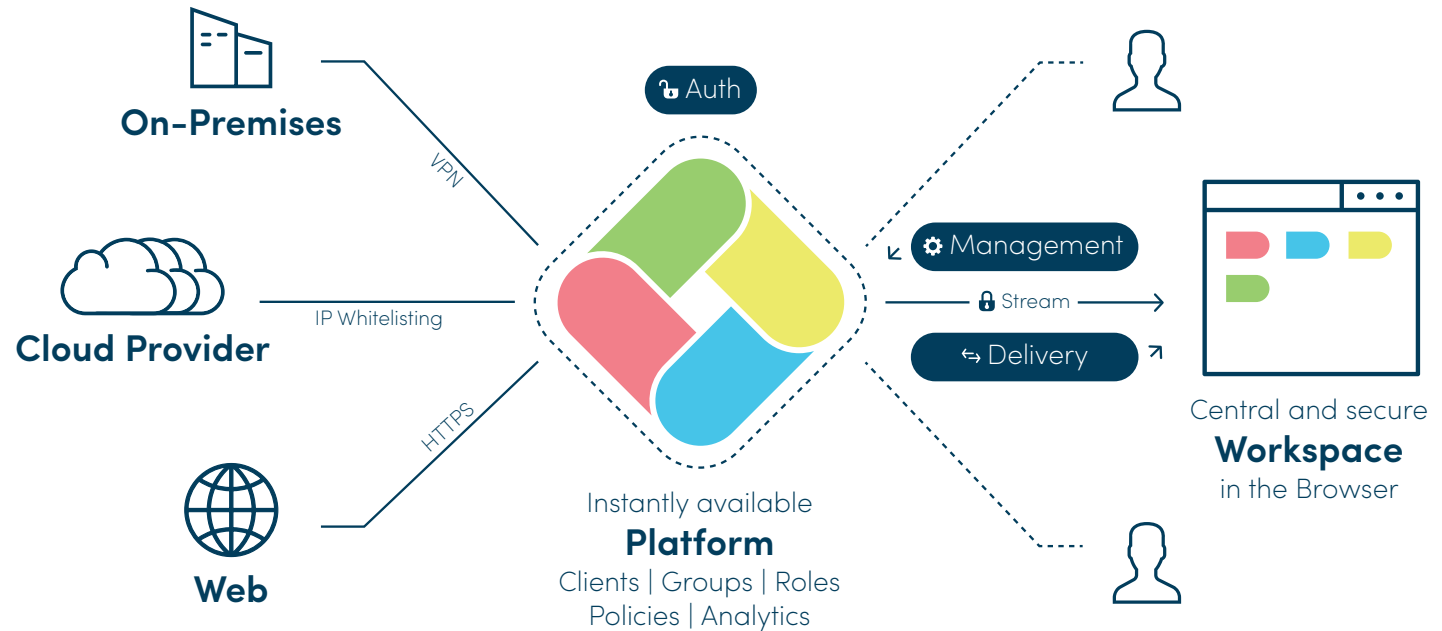 On-Premises
VPN
Cloud Provider
IP Whitelisting
Web
HTTPS
Auth
Instantly available
Platform
Clients | Groups | Roles
Policies | Analytics
Management
Stream
Delivery
Central and secure
Workspace
in the Browser